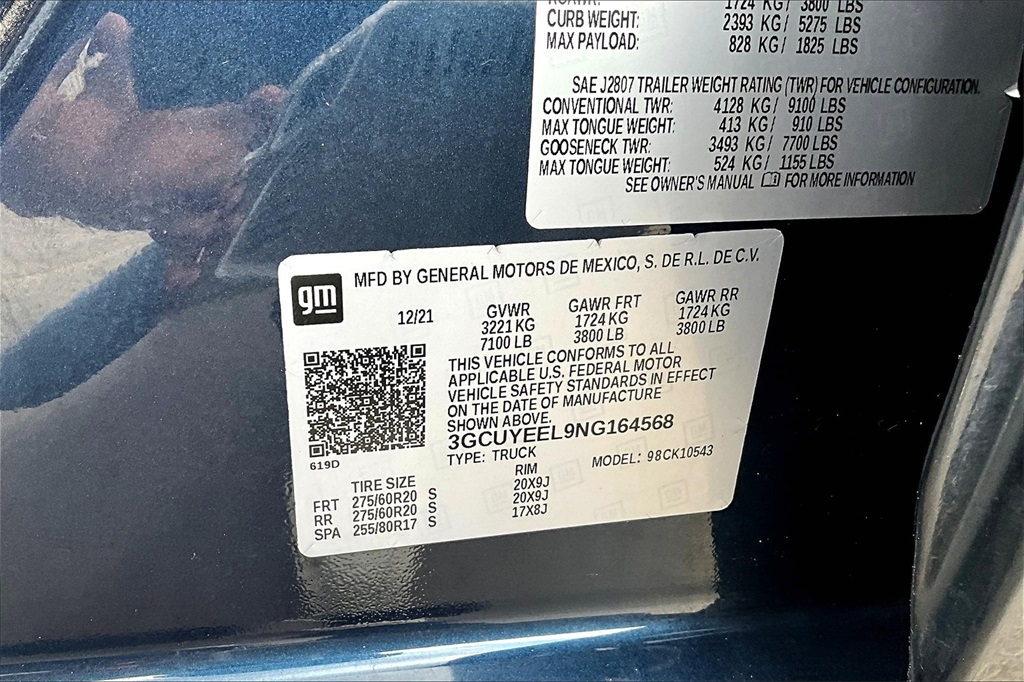 1724 KG/ 3800 LBS
CURB WEIGHT: 2393 KG/ 5275 LBS
MAX PAYLOAD: 828 KG/ 1825 LBS
SAE J2807 TRAILER WEIGHT RATING (TWR) FOR VEHICLE CONFIGURATION.
CONVENTIONAL TWR: 4128 KG/ 9100 LBS
MAX TONGUE WEIGHT: 413 KG/ 910 LBS
GOOSENECK TWR: 3493 KG/ 7700 LBS
MAX TONGUE WEIGHT: 524 KG/ 1155 LBS
SEE OWNER'S MANUAL FOR MORE INFORMATION
gm
MFD BY GENERAL MOTORS DE MEXICO, S. DE R.L. DE C.V.
12/21 GVWR GAWR FRT GAWR RR
3221 KG 1724 KG 1724 KG
7100 LB 3800 LB 3800 LB
THIS VEHICLE CONFORMS TO ALL
APPLICABLE U.S. FEDERAL MOTOR
VEHICLE SAFETY STANDARDS IN EFFECT
ON THE DATE OF MANUFACTURE
SHOWN ABOVE.
3GCUYEEL9NG164568
619D
TYPE: TRUCK MODEL: 98CK10543
TIRE SIZE RIM
FRT 275/60R20 S 20X9J
RR 275/60R20 S 20X9J
SPA 255/80R17 S 17X8J